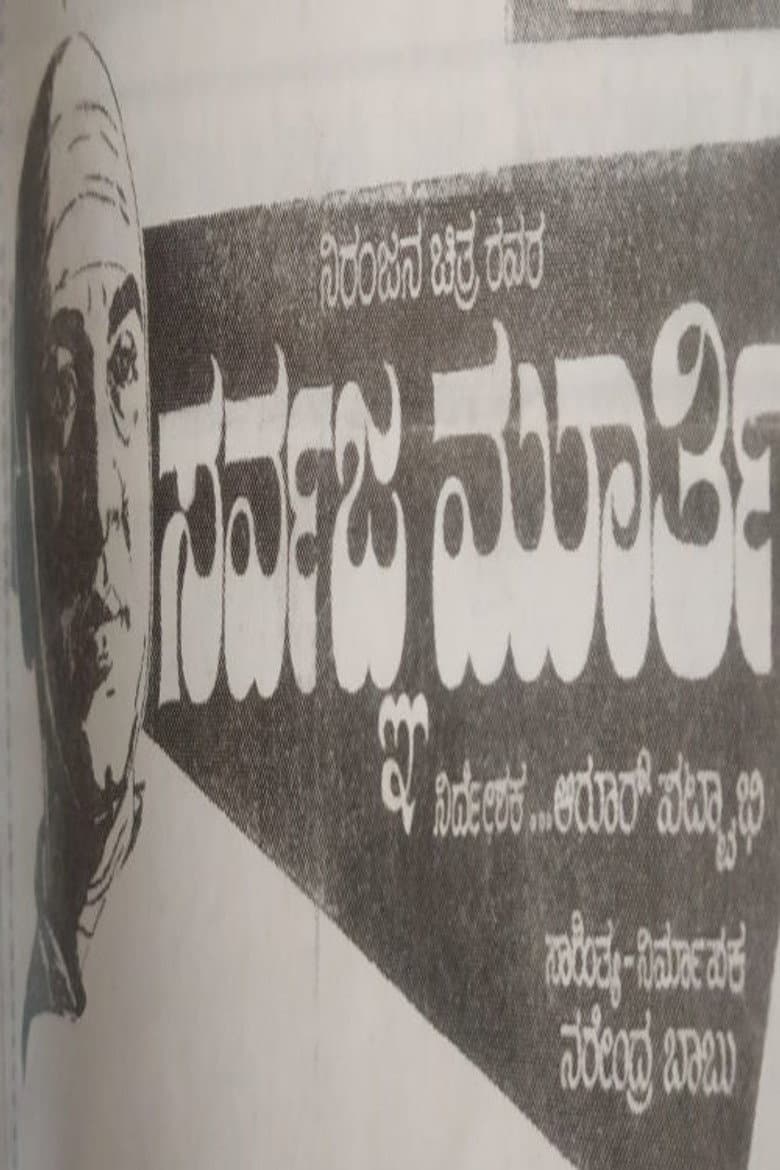 ನಿರಂಜನ ಚಿತ್ರ ರವರ
ಸರ್ವಜ್ಞ ಮೂರ್ತಿ
ನಿರ್ದೇಶಕ...ಆರೂರ್ ಪಟ್ಟಾಭಿ
ಸಾಹಿತ್ಯ-ನಿರ್ಮಾಪಕ
ನರೇಂದ್ರ ಬಾಬು